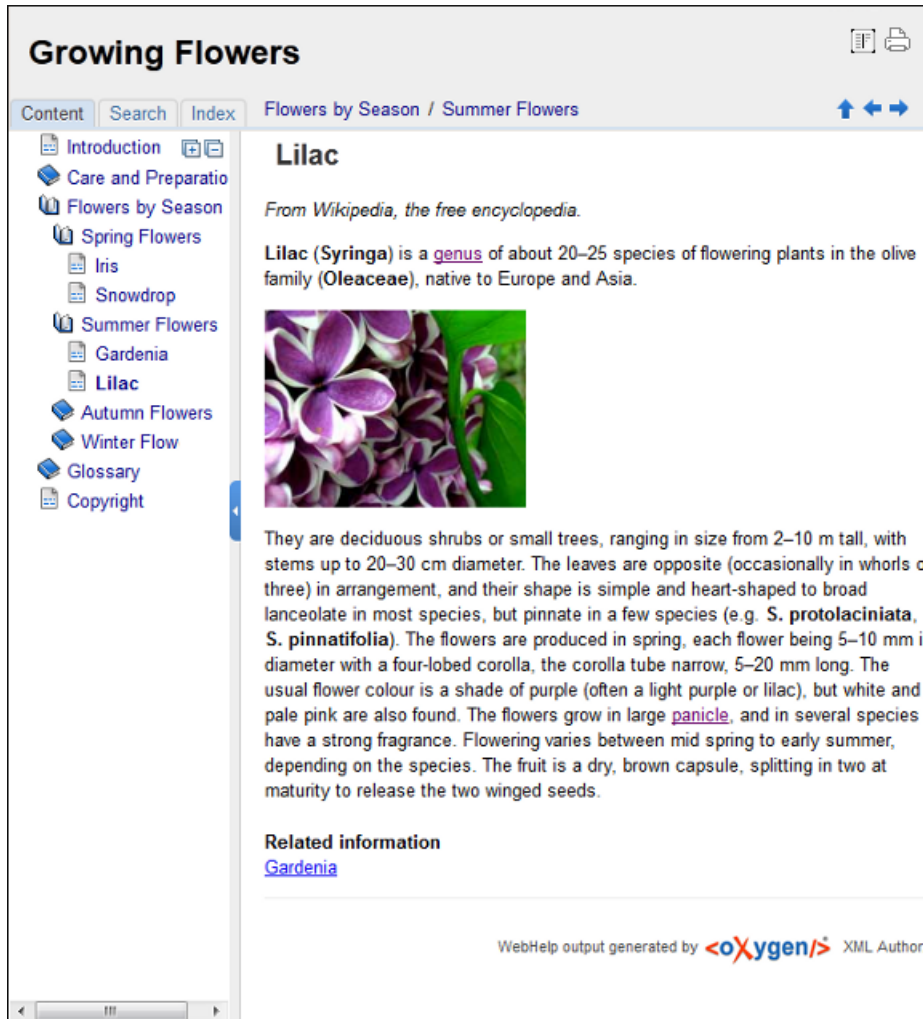 Growing Flowers
Content Search Index
Flowers by Season / Summer Flowers
Introduction
Care and Preparatio
Flowers by Season
Spring Flowers
Iris
Snowdrop
Summer Flowers
Gardenia
Lilac
Autumn Flowers
Winter Flow
Glossary
Copyright
Lilac
From Wikipedia, the free encyclopedia.
Lilac (Syringa) is a genus of about 20–25 species of flowering plants in the olive
family (Oleaceae), native to Europe and Asia.
They are deciduous shrubs or small trees, ranging in size from 2–10 m tall, with
stems up to 20–30 cm diameter. The leaves are opposite (occasionally in whorls o
three) in arrangement, and their shape is simple and heart-shaped to broad
lanceolate in most species, but pinnate in a few species (e.g. S. protolaciniata,
S. pinnatifolia). The flowers are produced in spring, each flower being 5–10 mm i
diameter with a four-lobed corolla, the corolla tube narrow, 5–20 mm long. The
usual flower colour is a shade of purple (often a light purple or lilac), but white and
pale pink are also found. The flowers grow in large panicle, and in several species
have a strong fragrance. Flowering varies between mid spring to early summer,
depending on the species. The fruit is a dry, brown capsule, splitting in two at
maturity to release the two winged seeds.
Related information
Gardenia
WebHelp output generated by <oXygen/> XML Author